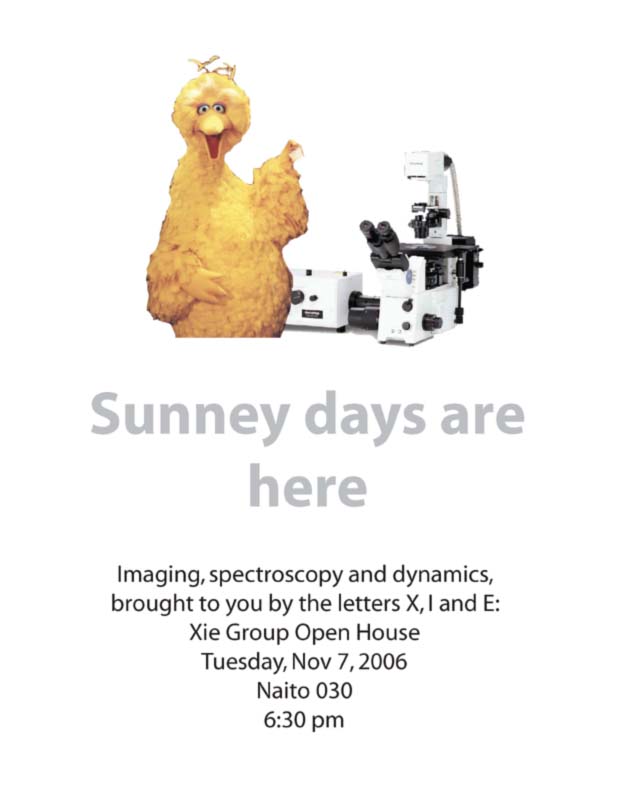 Sunney days are
here
Imaging, spectroscopy and dynamics,
brought to you by the letters X, I and E:
Xie Group Open House
Tuesday, Nov 7, 2006
Naito 030
6:30 pm